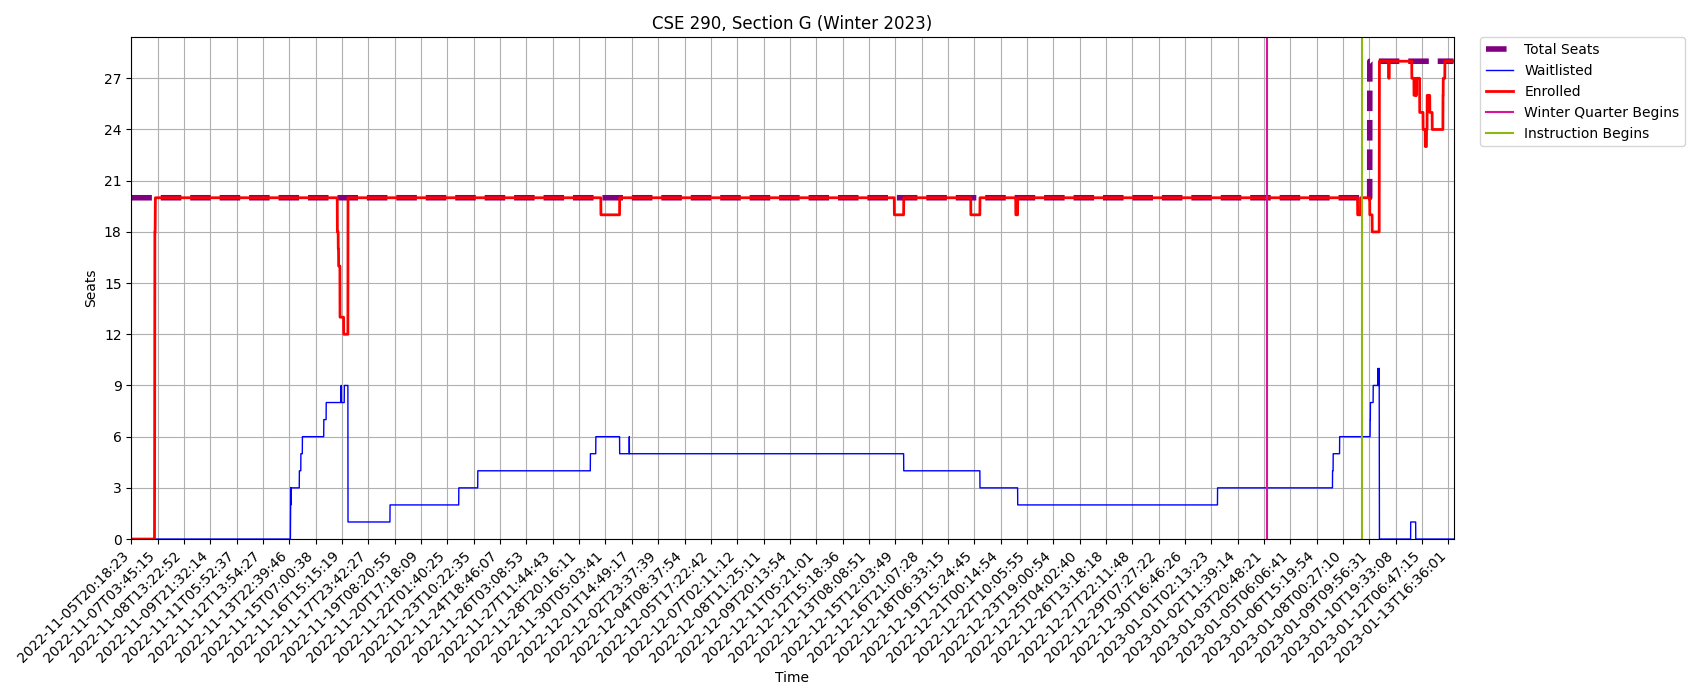 CSE 290, Section G (Winter 2023)
Total Seats
Waitlisted
Enrolled
Winter Quarter Begins
Instruction Begins
27
24
21
18
15
12
9
6
3
0
Seats
2022-11-05T20:18:23
2022-11-07T03:45:15
2022-11-08T13:22:52
2022-11-09T21:32:14
2022-11-11T05:52:37
2022-11-12T13:54:27
2022-11-13T22:39:46
2022-11-15T07:00:38
2022-11-16T15:15:19
2022-11-17T23:42:27
2022-11-19T08:20:55
2022-11-20T17:18:09
2022-11-22T01:40:25
2022-11-23T10:22:35
2022-11-24T18:46:07
2022-11-26T03:08:53
2022-11-27T11:44:43
2022-11-28T20:16:11
2022-11-30T05:03:41
2022-12-01T14:49:17
2022-12-02T23:37:39
2022-12-04T08:37:54
2022-12-05T17:22:42
2022-12-07T02:11:12
2022-12-08T11:25:11
2022-12-09T20:13:54
2022-12-11T05:21:01
2022-12-12T15:18:36
2022-12-13T08:08:51
2022-12-15T12:03:49
2022-12-16T21:07:28
2022-12-18T06:33:15
2022-12-19T15:24:45
2022-12-21T00:14:54
2022-12-22T10:05:55
2022-12-23T19:00:54
2022-12-25T04:02:40
2022-12-26T13:18:18
2022-12-27T22:11:48
2022-12-29T07:27:22
2022-12-30T16:46:26
2023-01-01T02:13:23
2023-01-02T11:39:14
2023-01-03T20:48:21
2023-01-05T06:06:41
2023-01-06T15:19:54
2023-01-08T00:27:10
2023-01-09T09:56:31
2023-01-10T19:33:08
2023-01-12T06:47:15
2023-01-13T16:36:01
Time